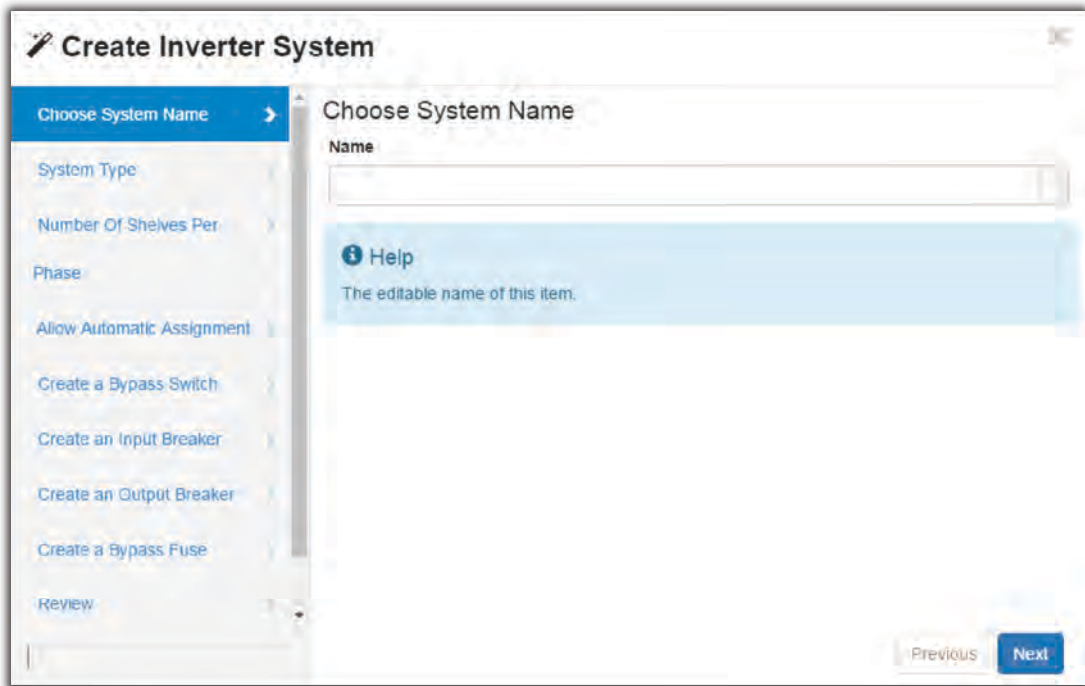 Create Inverter System
Choose System Name
System Type
Number Of Shelves Per
Phase
Allow Automatic Assignment
Create a Bypass Switch
Create an Input Breaker
Create an Output Breaker
Create a Bypass Fuse
Review
Choose System Name
Name
Help
The editable name of this item.
Previous
Next